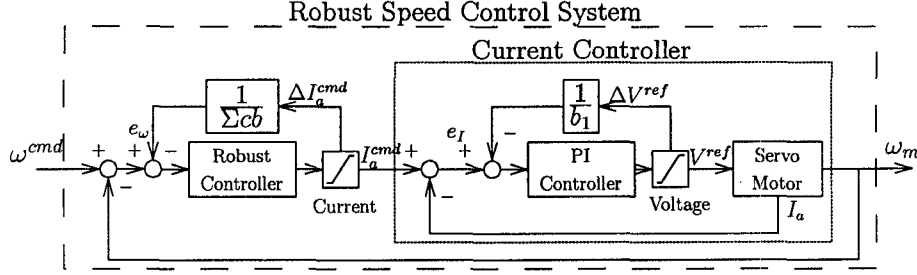 Robust Speed Control System
Current Controller
1
Σcb
ΔI_a^{cmd}
1
b_1
ΔV^{ref}
ω^{cmd}
+
−
e_ω
+
−
Robust
Controller
Current
I_a^{cmd}
+
−
e_I
+
−
PI
Controller
Voltage
V^{ref}
Servo
Motor
I_a
ω_m